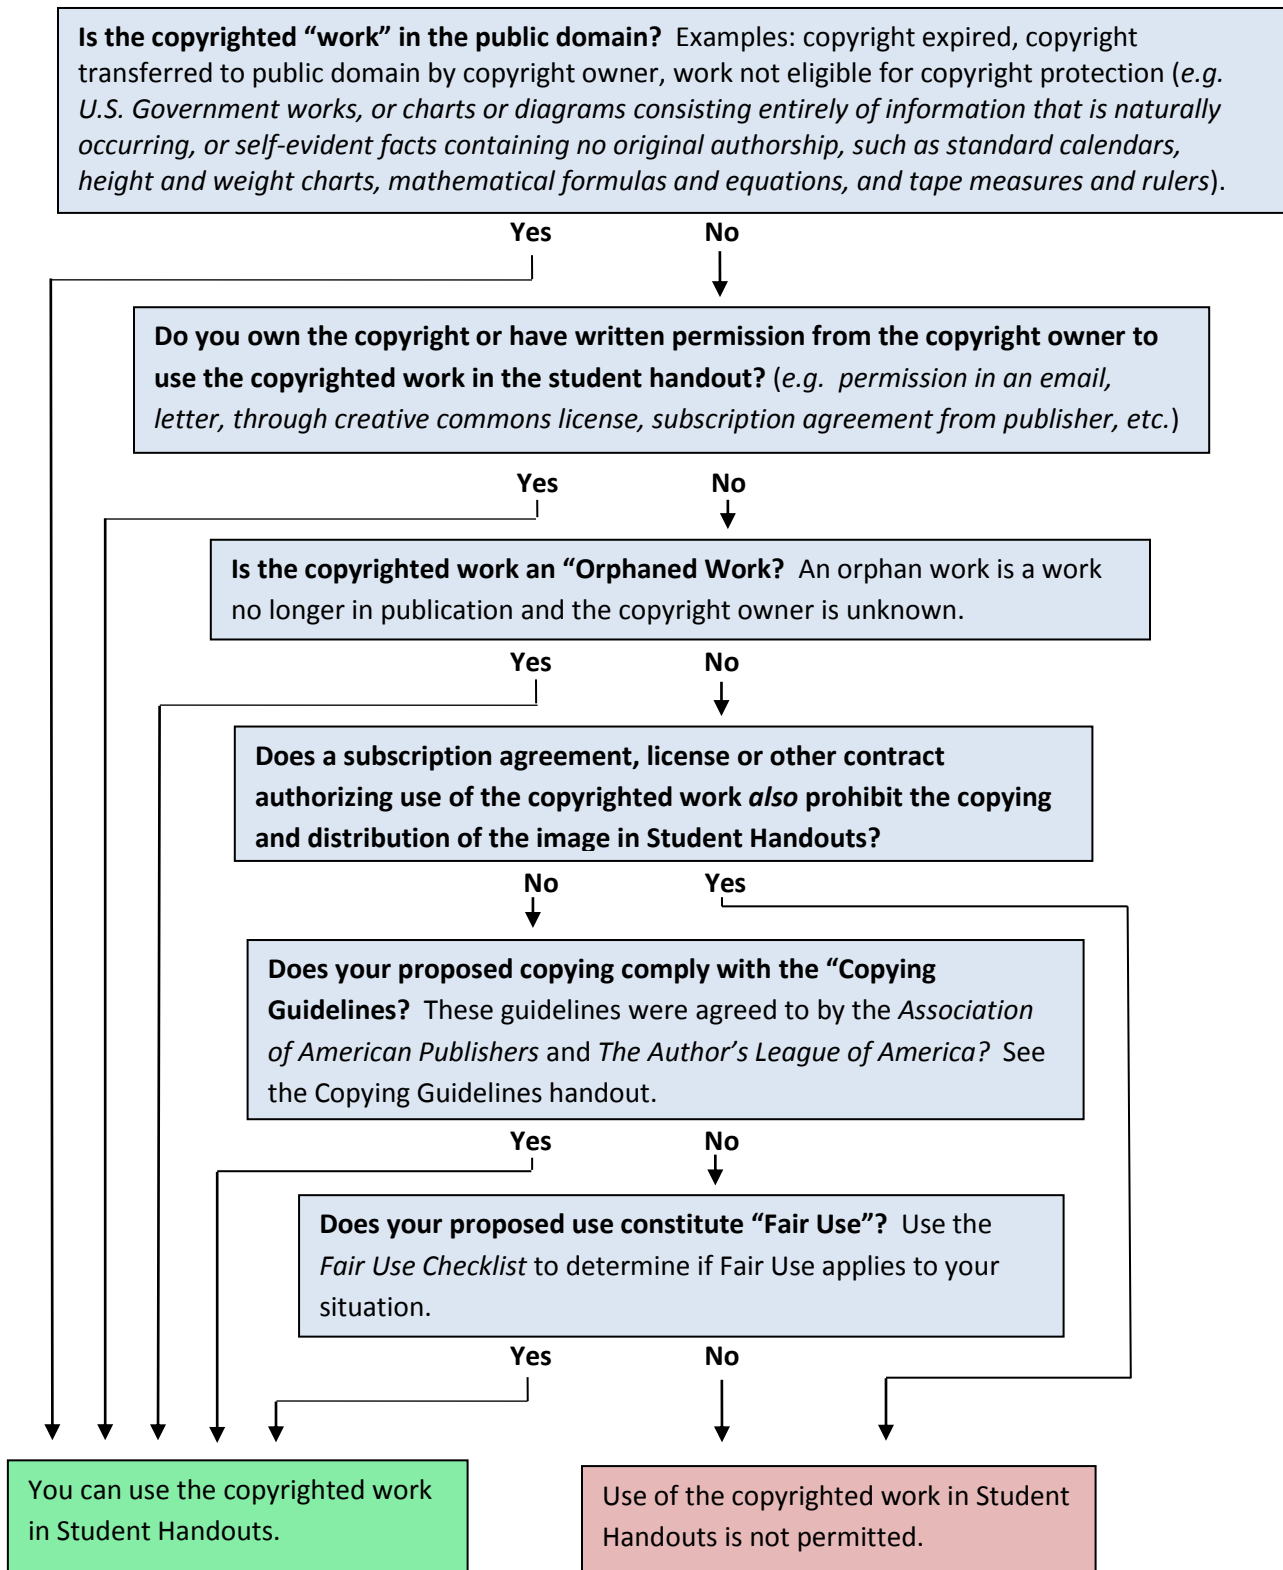 Is the copyrighted “work” in the public domain? Examples: copyright expired, copyright
transferred to public domain by copyright owner, work not eligible for copyright protection (e.g.
U.S. Government works, or charts or diagrams consisting entirely of information that is naturally
occurring, or self-evident facts containing no original authorship, such as standard calendars,
height and weight charts, mathematical formulas and equations, and tape measures and rulers).
Yes No
Do you own the copyright or have written permission from the copyright owner to
use the copyrighted work in the student handout? (e.g. permission in an email,
letter, through creative commons license, subscription agreement from publisher, etc.)
Yes No
Is the copyrighted work an “Orphaned Work? An orphan work is a work
no longer in publication and the copyright owner is unknown.
Yes No
Does a subscription agreement, license or other contract
authorizing use of the copyrighted work also prohibit the copying
and distribution of the image in Student Handouts?
No Yes
Does your proposed copying comply with the “Copying
Guidelines? These guidelines were agreed to by the Association
of American Publishers and The Author’s League of America? See
the Copying Guidelines handout.
Yes No
Does your proposed use constitute “Fair Use”? Use the
Fair Use Checklist to determine if Fair Use applies to your
situation.
Yes No
You can use the copyrighted work
in Student Handouts.
Use of the copyrighted work in Student
Handouts is not permitted.